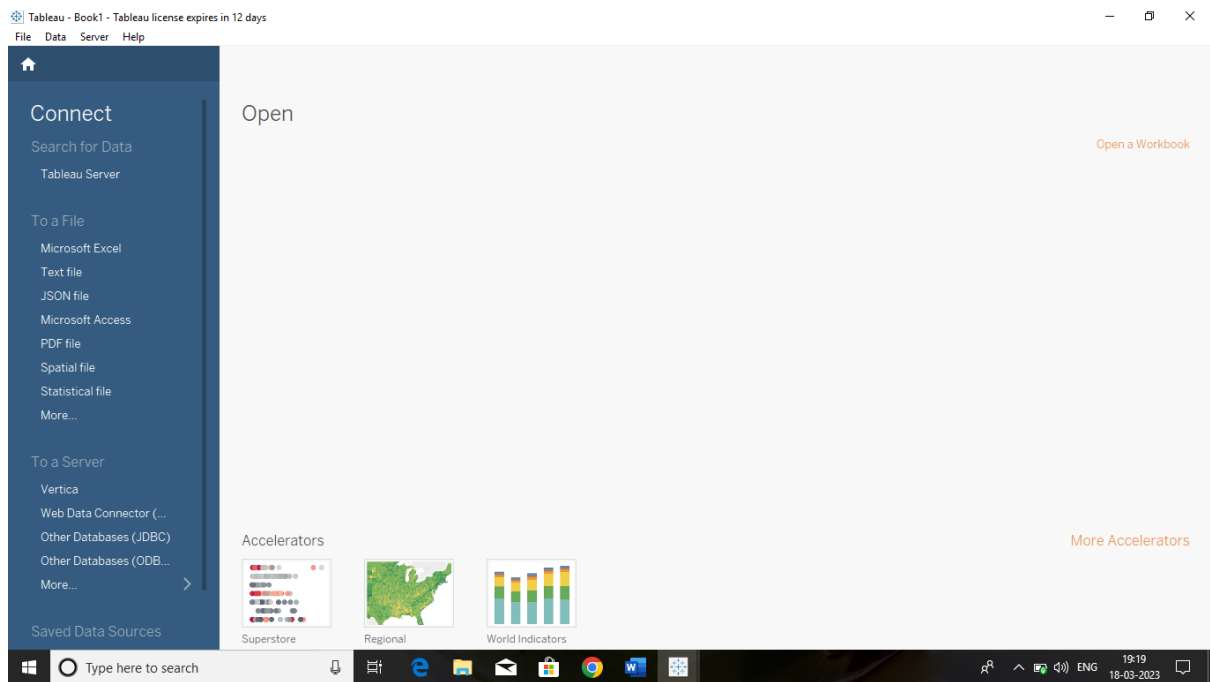 Tableau - Book1 - Tableau license expires in 12 days
File Data Server Help
Connect
Search for Data
Tableau Server
To a File
Microsoft Excel
Text file
JSON file
Microsoft Access
PDF file
Spatial file
Statistical file
More...
To a Server
Vertica
Web Data Connector (...
Other Databases (JDBC)
Other Databases (ODB...
More...
Saved Data Sources
Open
Open a Workbook
Accelerators
More Accelerators
Superstore
Regional
World Indicators
Type here to search
ENG
19:19
18-03-2023